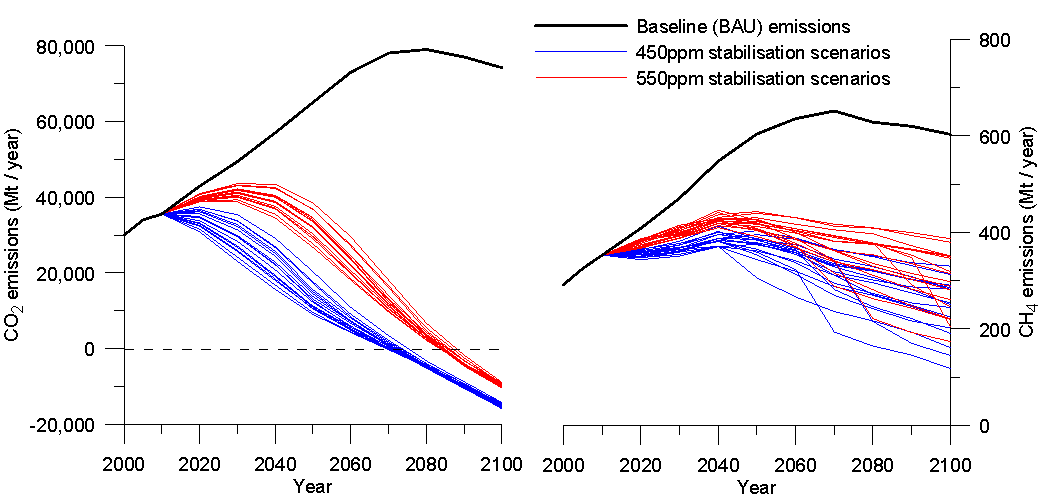 Baseline (BAU) emissions
450ppm stabilisation scenarios
550ppm stabilisation scenarios
80,000
60,000
40,000
20,000
0
-20,000
CO2 emissions (Mt / year)
2000 2020 2040 2060 2080 2100
Year
800
600
400
200
0
CH4 emissions (Mt / year)
2000 2020 2040 2060 2080 2100
Year